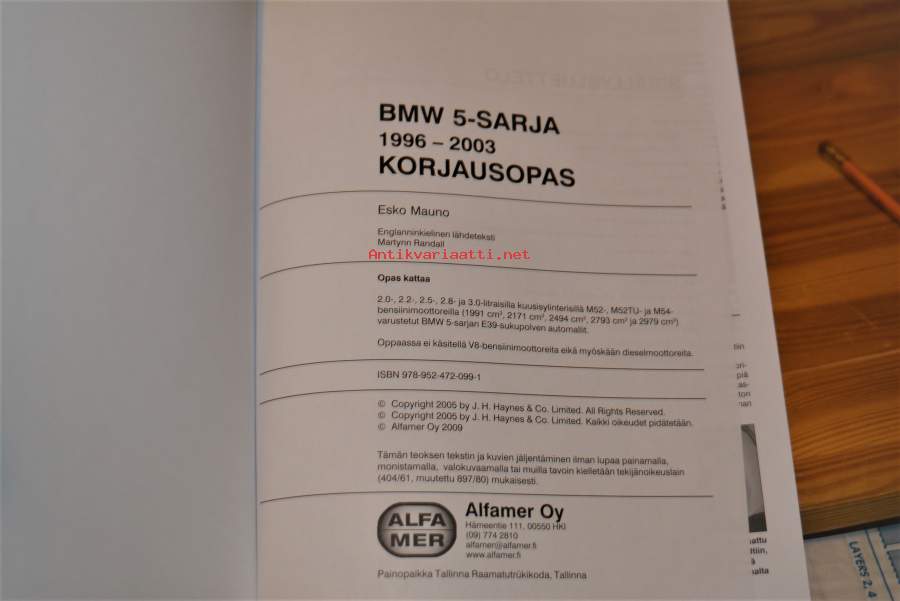 BMW 5-SARJA
1996 – 2003
KORJAUSOPAS
Esko Mauno
Englanninkielinen lähdeteksti
Martynn Randall
Antikvariaatti.net
Opas kattaa
2.0-, 2.2-, 2.5-, 2.8- ja 3.0-litraisilla kuusisylinterisillä M52-, M52TU- ja M54-
bensiinimoottoreilla (1991 cm³, 2171 cm³, 2494 cm³, 2793 cm³ ja 2979 cm³)
varustetut BMW 5-sarjan E39-sukupolven automallit.
Oppaassa ei käsitellä V8-bensiinimoottoreita eikä myöskään dieselmoottoreita.
ISBN 978-952-472-099-1
© Copyright 2005 by J. H. Haynes & Co. Limited. All Rights Reserved.
© Copyright 2005 by J. H. Haynes & Co. Limited. Kaikki oikeudet pidätetään.
© Alfamer Oy 2009
Tämän teoksen tekstin ja kuvien jäljentäminen ilman lupaa painamalla,
monistamalla, valokuvaamalla tai muilla tavoin kielletään tekijänoikeuslain
(404/61, muutettu 897/80) mukaisesti.
ALFA
MER
Alfamer Oy
Hämeentie 111, 00550 HKI
(09) 774 2810
alfamer@alfamer.fi
www.alfamer.fi
Painopaikka Tallinna Raamatutrükikoda, Tallinna
LAYERS 2, 4